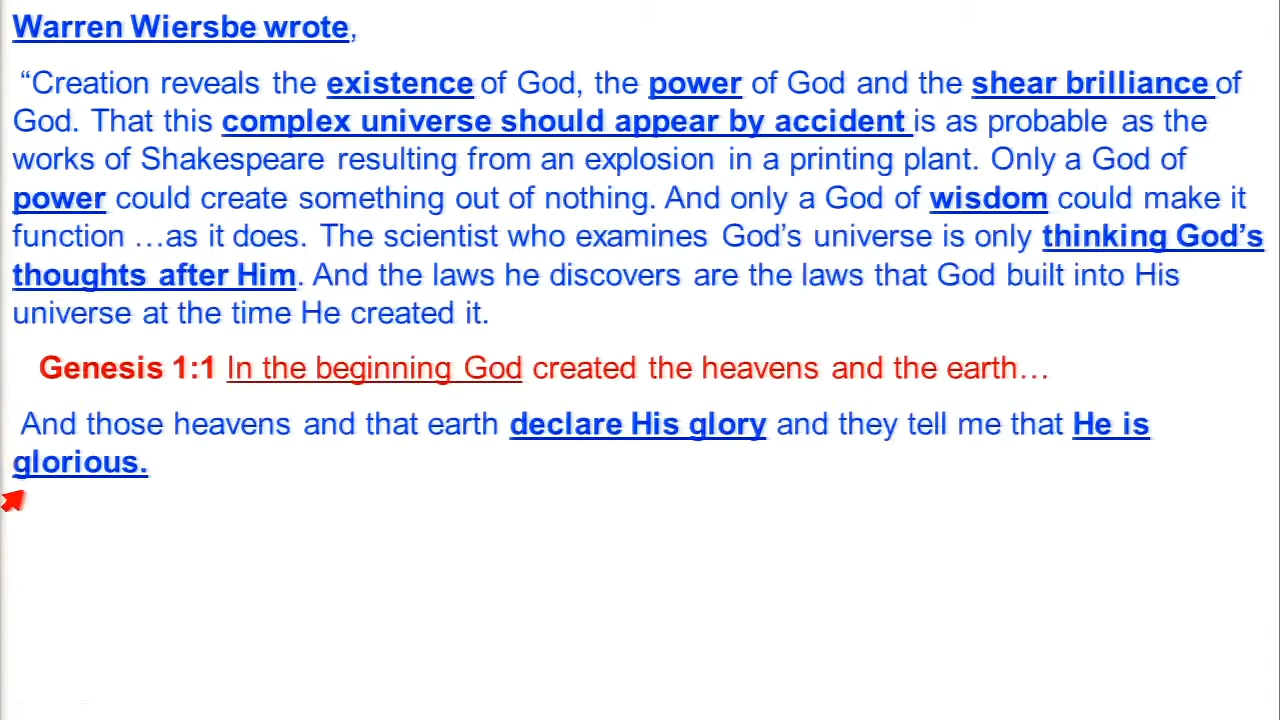 Warren Wiersbe wrote,
“Creation reveals the existence of God, the power of God and the shear brilliance of
God. That this complex universe should appear by accident is as probable as the
works of Shakespeare resulting from an explosion in a printing plant. Only a God of
power could create something out of nothing. And only a God of wisdom could make it
function …as it does. The scientist who examines God’s universe is only thinking God’s
thoughts after Him. And the laws he discovers are the laws that God built into His
universe at the time He created it.
Genesis 1:1 In the beginning God created the heavens and the earth…
And those heavens and that earth declare His glory and they tell me that He is
glorious.